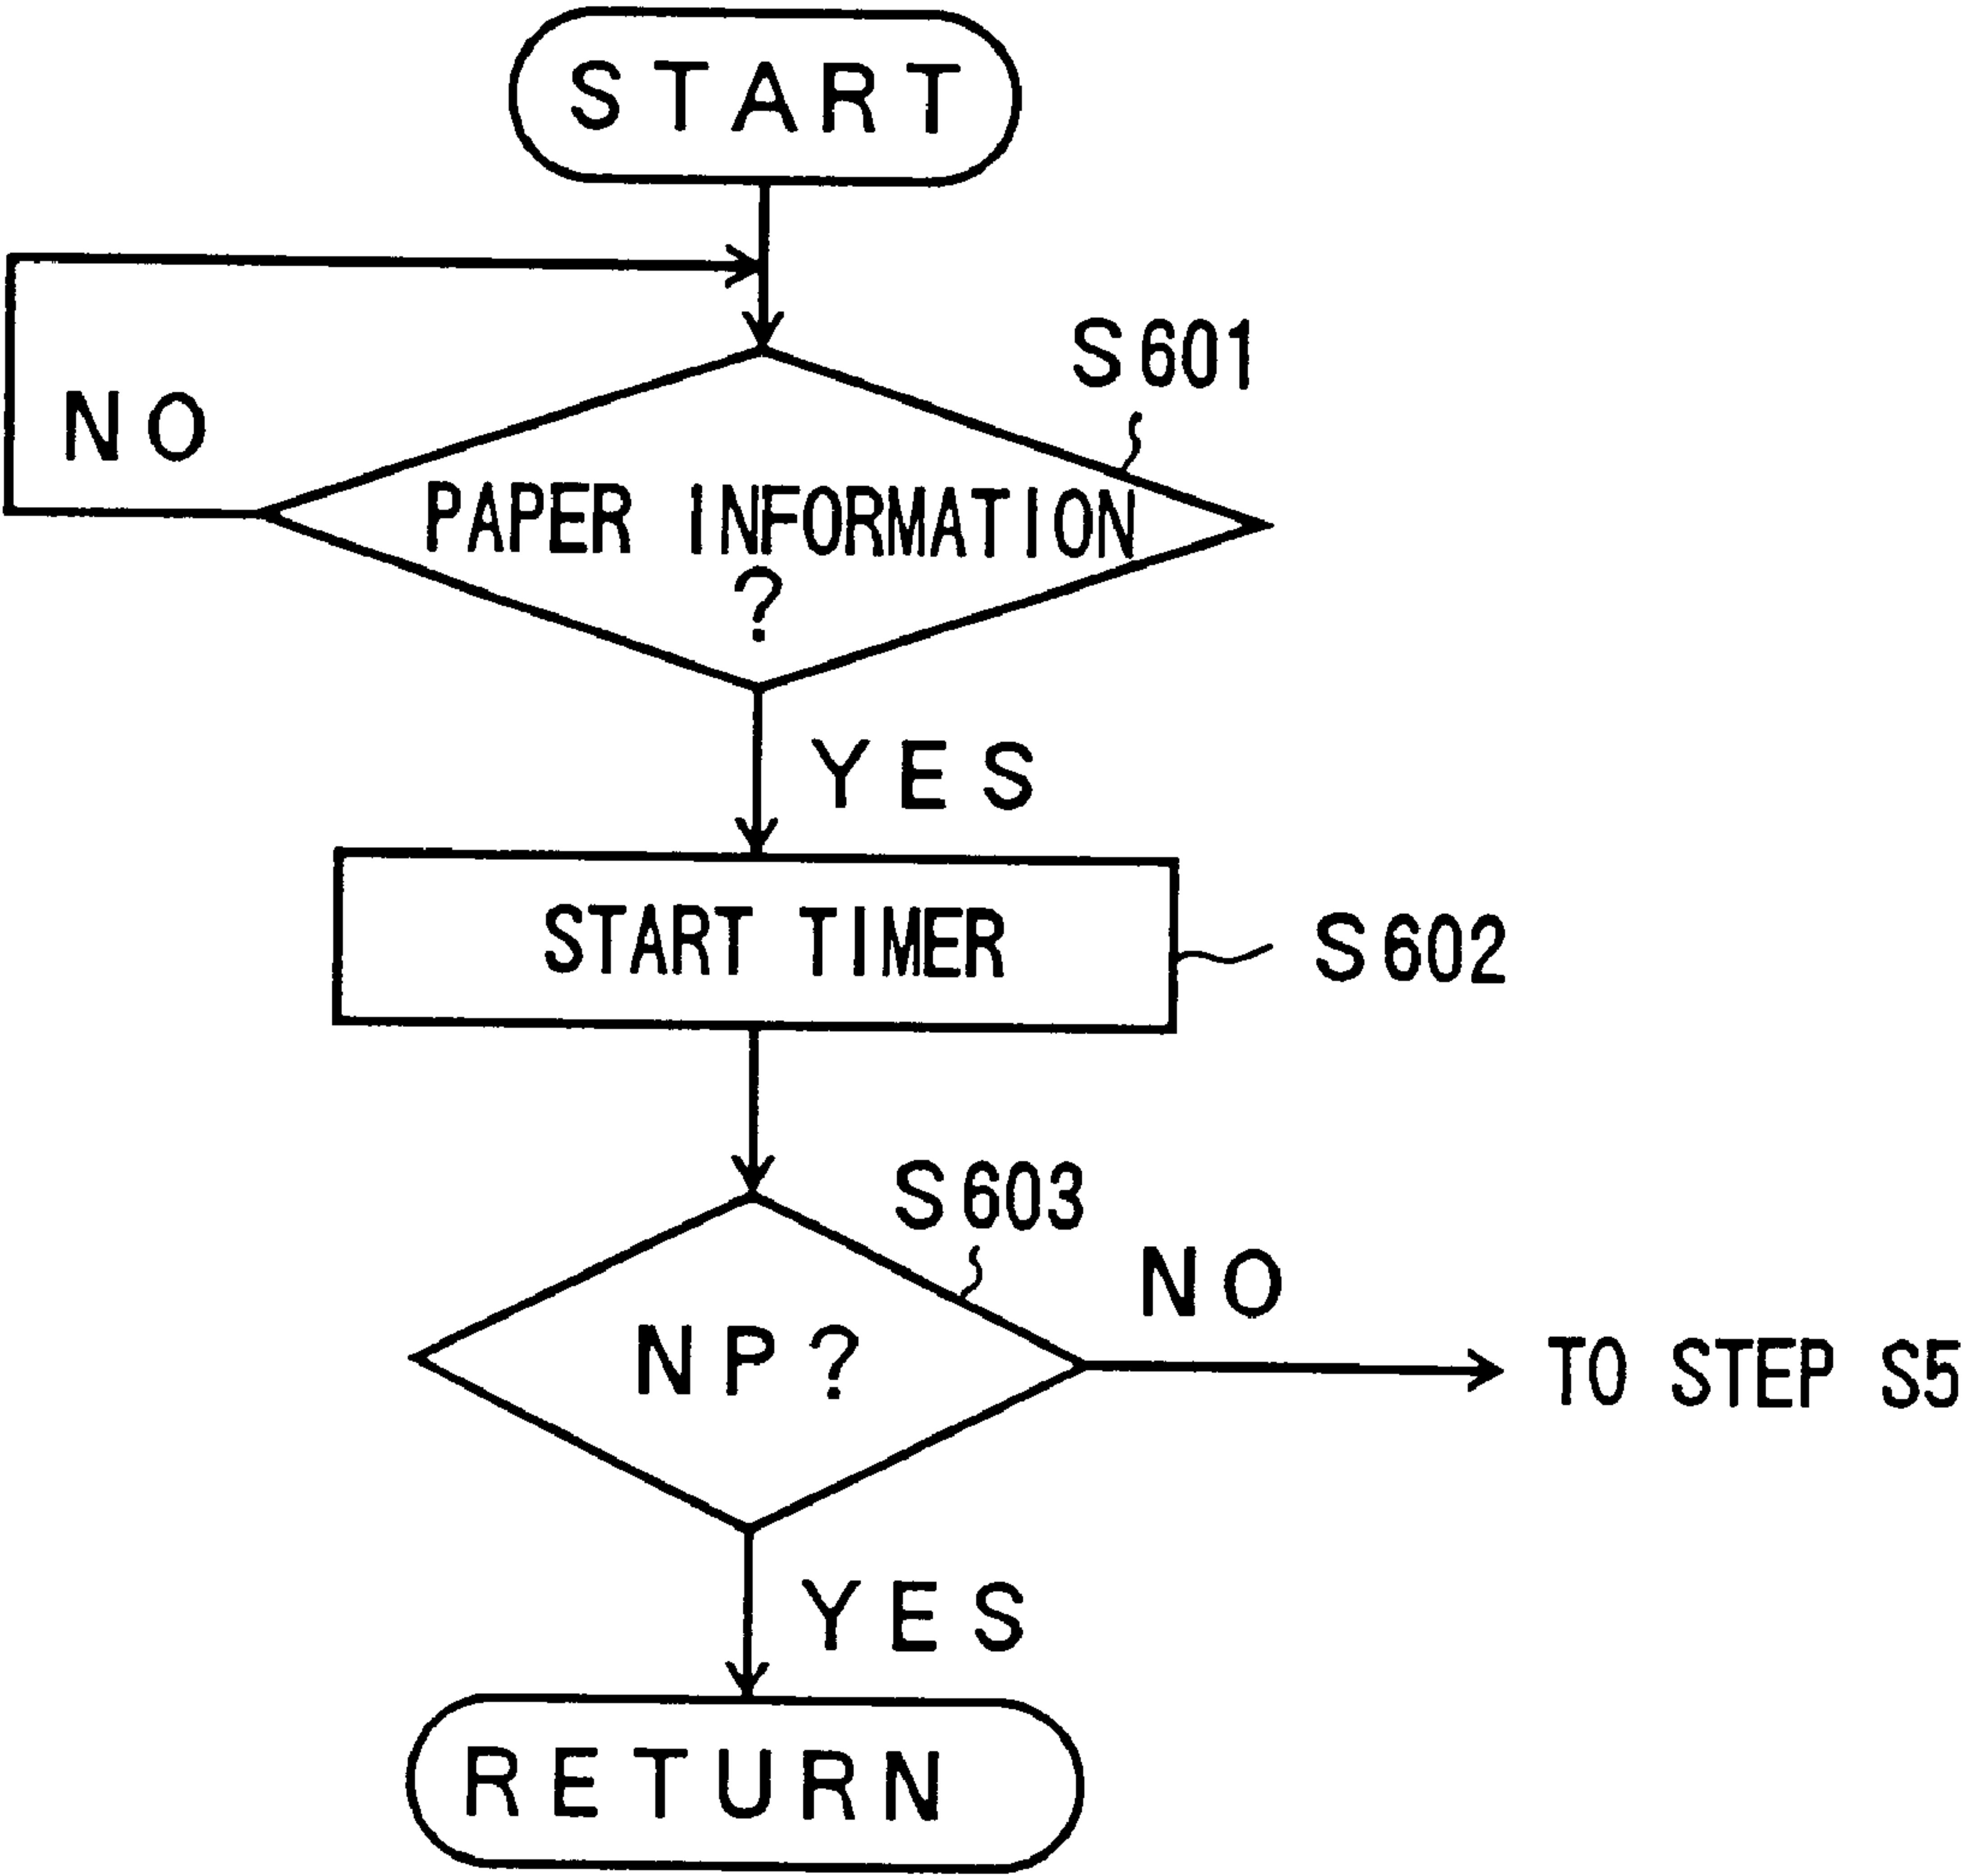 START
S601
NO
PAPER INFORMATION
?
YES
START TIMER
S602
S603
NO
NP?
TO STEP S5
YES
RETURN